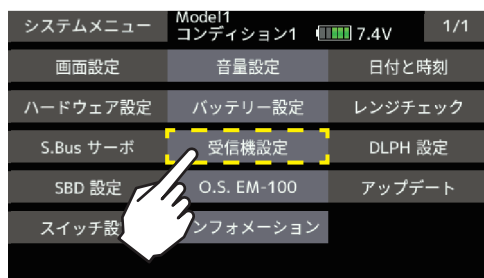 システムメニュー
Model1
コンディション1
7.4V
1/1
画面設定
音量設定
日付と時刻
ハードウェア設定
バッテリー設定
レンジチェック
S.Bus サーボ
受信機設定
DLPH 設定
SBD 設定
O.S. EM-100
アップデート
スイッチ設
ンフォメーション